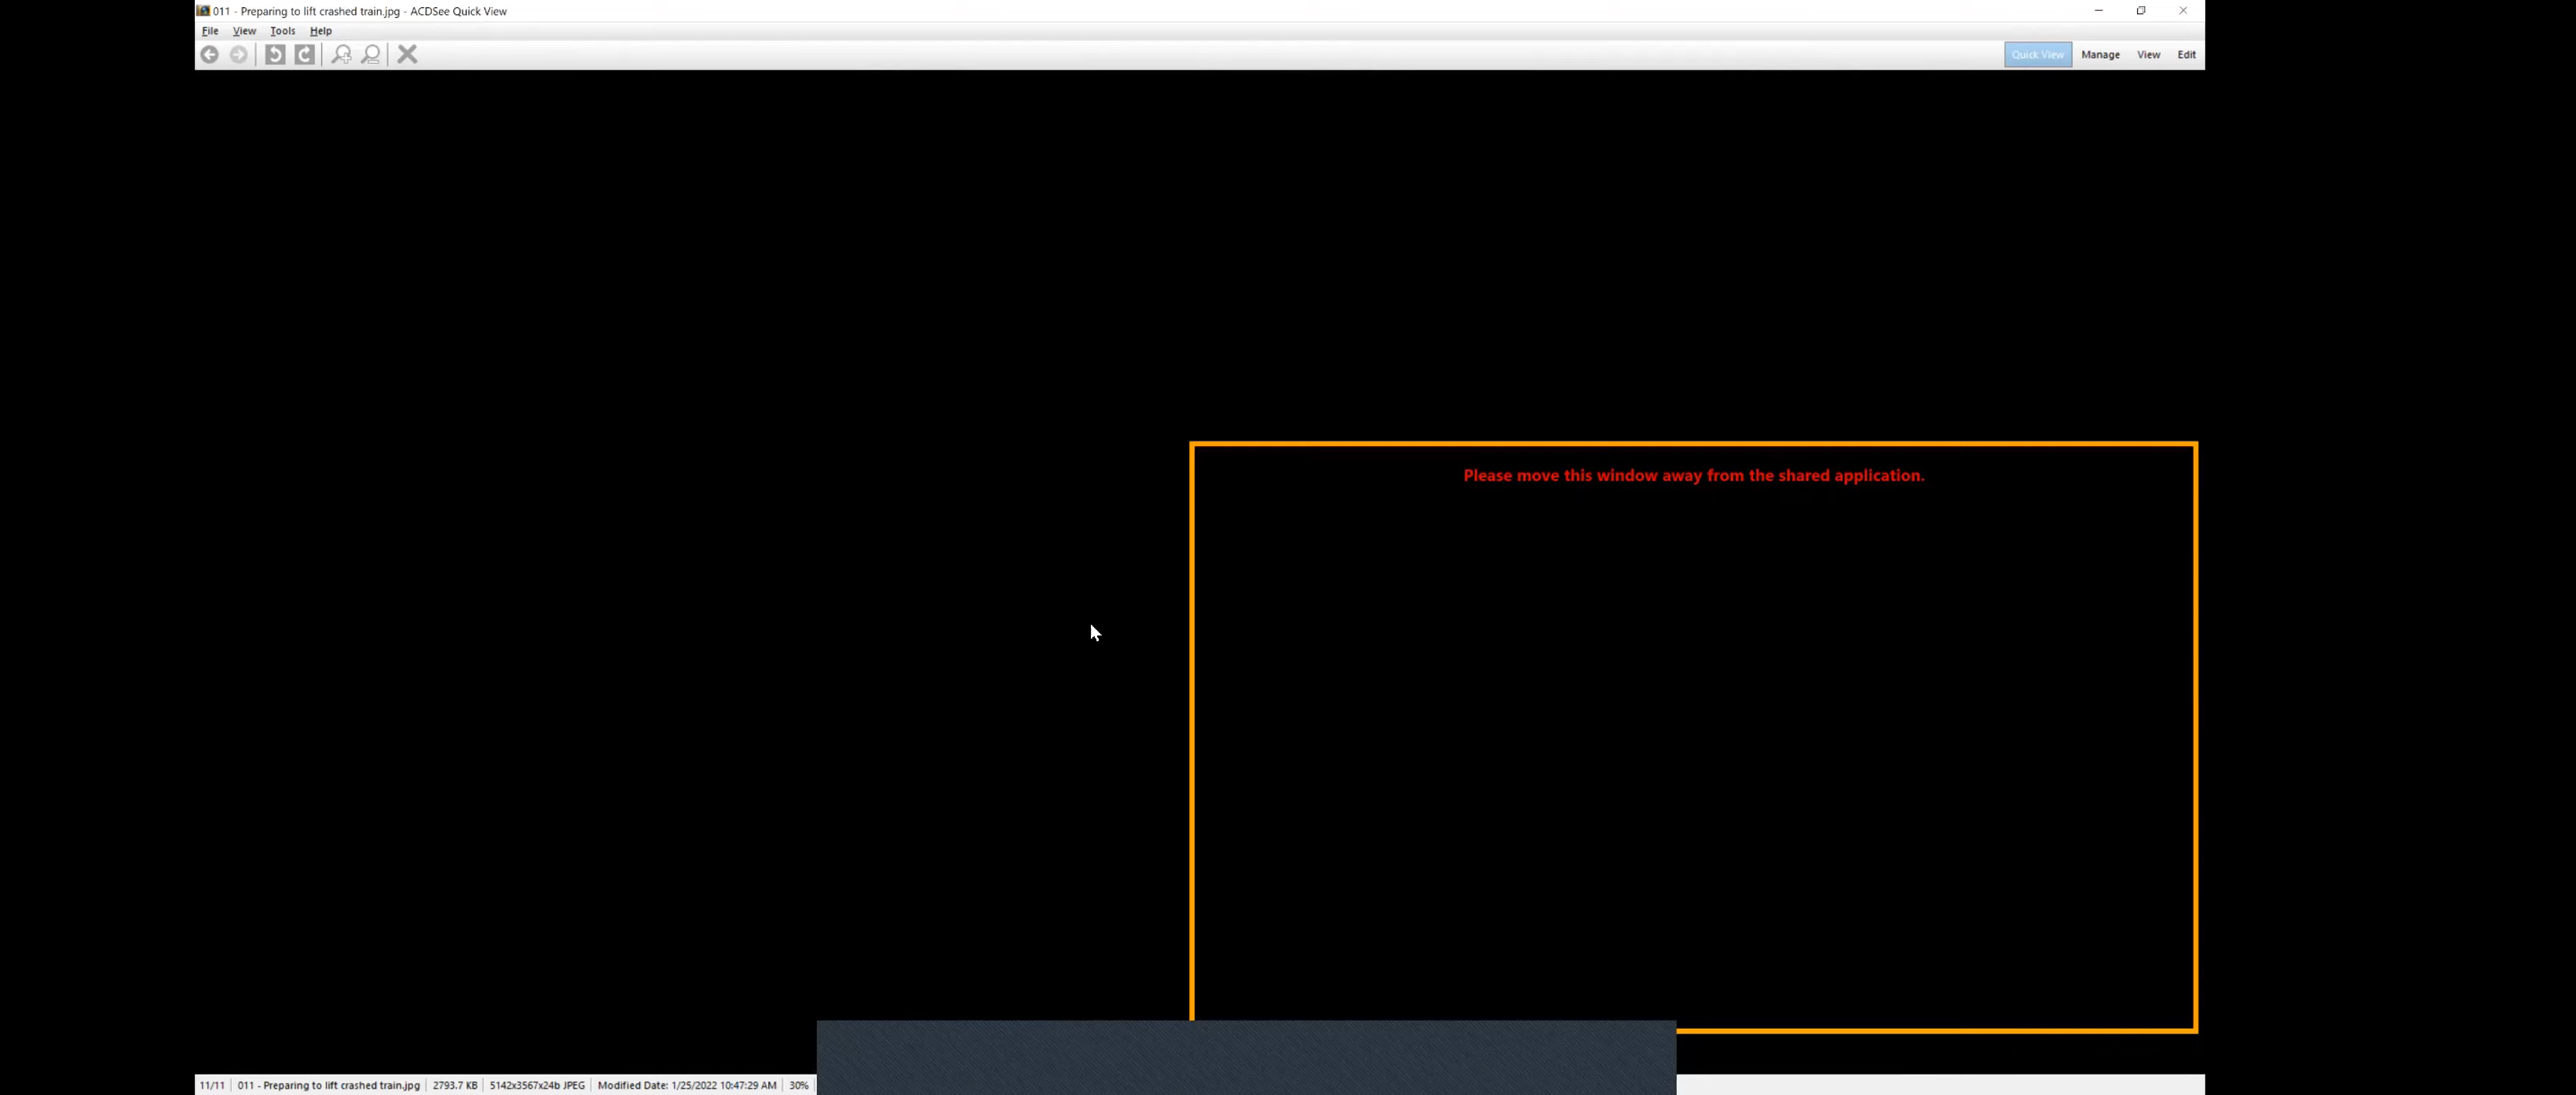 011 - Preparing to lift crashed train.jpg - ACDSee Quick View
File View Tools Help
Quick View Manage View Edit
Please move this window away from the shared application.
11/11 011 - Preparing to lift crashed train.jpg 2793.7 KB 5142x3567x24b JPEG Modified Date: 1/25/2022 10:47:29 AM 30%